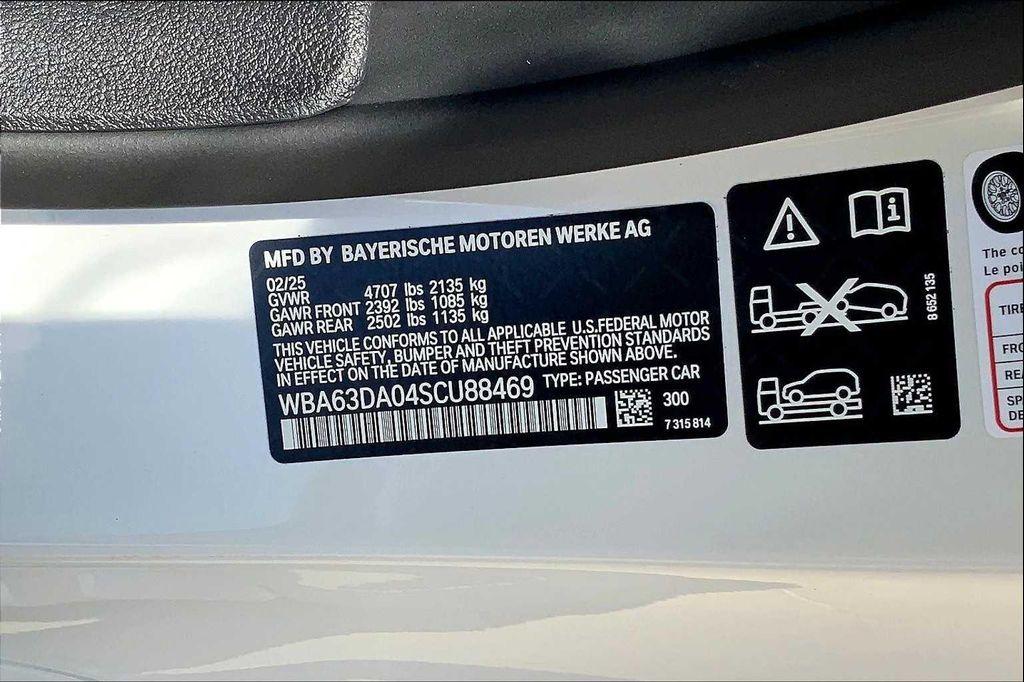 MFD BY BAYERISCHE MOTOREN WERKE AG
02/25
GVWR 4707 lbs 2135 kg
GAWR FRONT 2392 lbs 1085 kg
GAWR REAR 2502 lbs 1135 kg
THIS VEHICLE CONFORMS TO ALL APPLICABLE U.S.FEDERAL MOTOR
VEHICLE SAFETY, BUMPER AND THEFT PREVENTION STANDARDS
IN EFFECT ON THE DATE OF MANUFACTURE SHOWN ABOVE.
WBA63DA04SCU88469 TYPE: PASSENGER CAR
300
7 315 814
8 652 135
The
Le